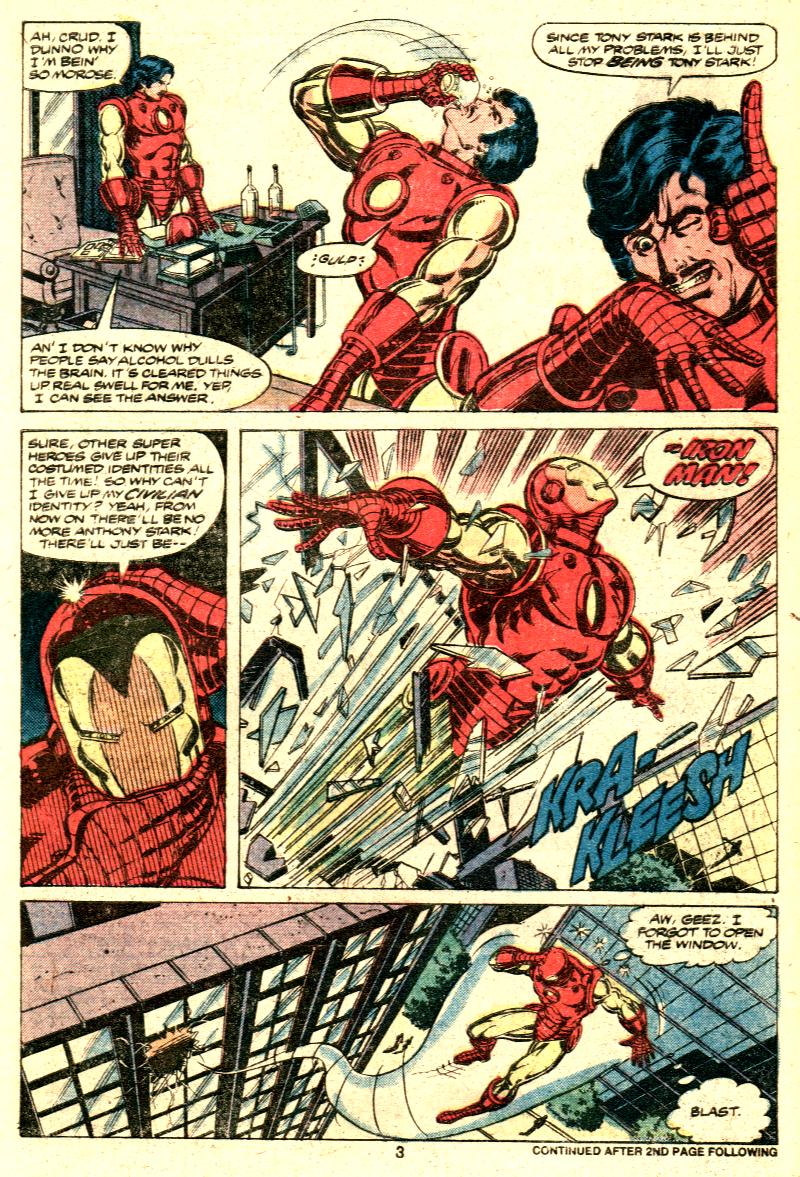 AH, CRUD. I
DUNNO WHY
I'M BEIN'
SO MOROSE.
AN' I DON'T KNOW WHY
PEOPLE SAY ALCOHOL DULLS
THE BRAIN. IT'S CLEARED THINGS
UP REAL SWELL FOR ME. YEP,
I CAN SEE THE ANSWER.
:GULP:
SINCE TONY STARK IS BEHIND
ALL MY PROBLEMS, I'LL JUST
STOP BEING TONY STARK!
SURE, OTHER SUPER
HEROES GIVE UP THEIR
COSTUMED IDENTITIES ALL
THE TIME! SO WHY CAN'T
I GIVE UP MY CIVILIAN
IDENTITY? YEAH, FROM
NOW ON THERE'LL BE NO
MORE ANTHONY STARK!
THERE'LL JUST BE--
--IRON
MAN!
KRA-
KLEESH
AW, GEEZ. I
FORGOT TO OPEN
THE WINDOW.
BLAST.
3
CONTINUED AFTER 2ND PAGE FOLLOWING